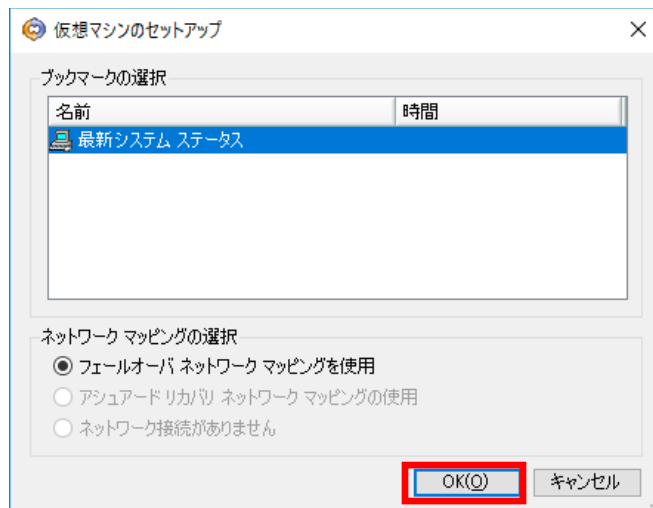 仮想マシンのセットアップ
ブックマークの選択
名前 時間
最新システム ステータス
ネットワーク マッピングの選択
フェールオーバ ネットワーク マッピングを使用
アシュアード リカバリ ネットワーク マッピングの使用
ネットワーク接続がありません
OK(O) キャンセル